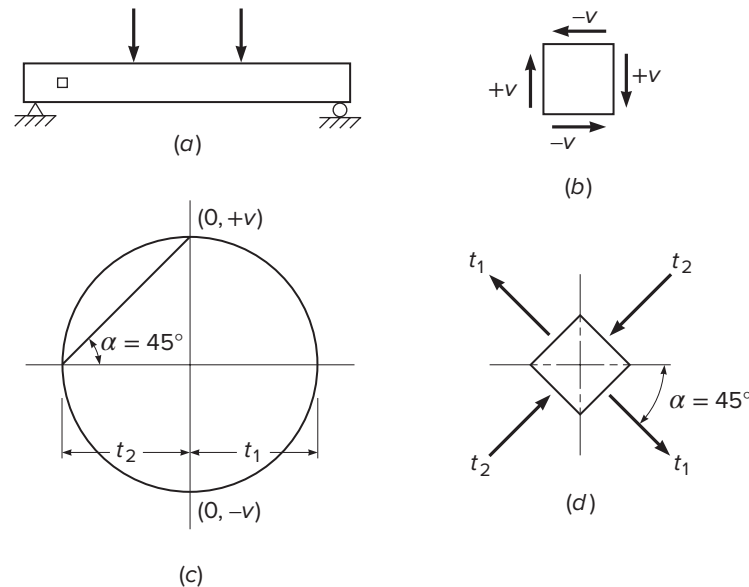 (a)
–v
+v
+v
–v
(b)
(0, +v)
α = 45°
t₂
t₁
(0, –v)
(c)
t₁
t₂
α = 45°
t₂
t₁
(d)